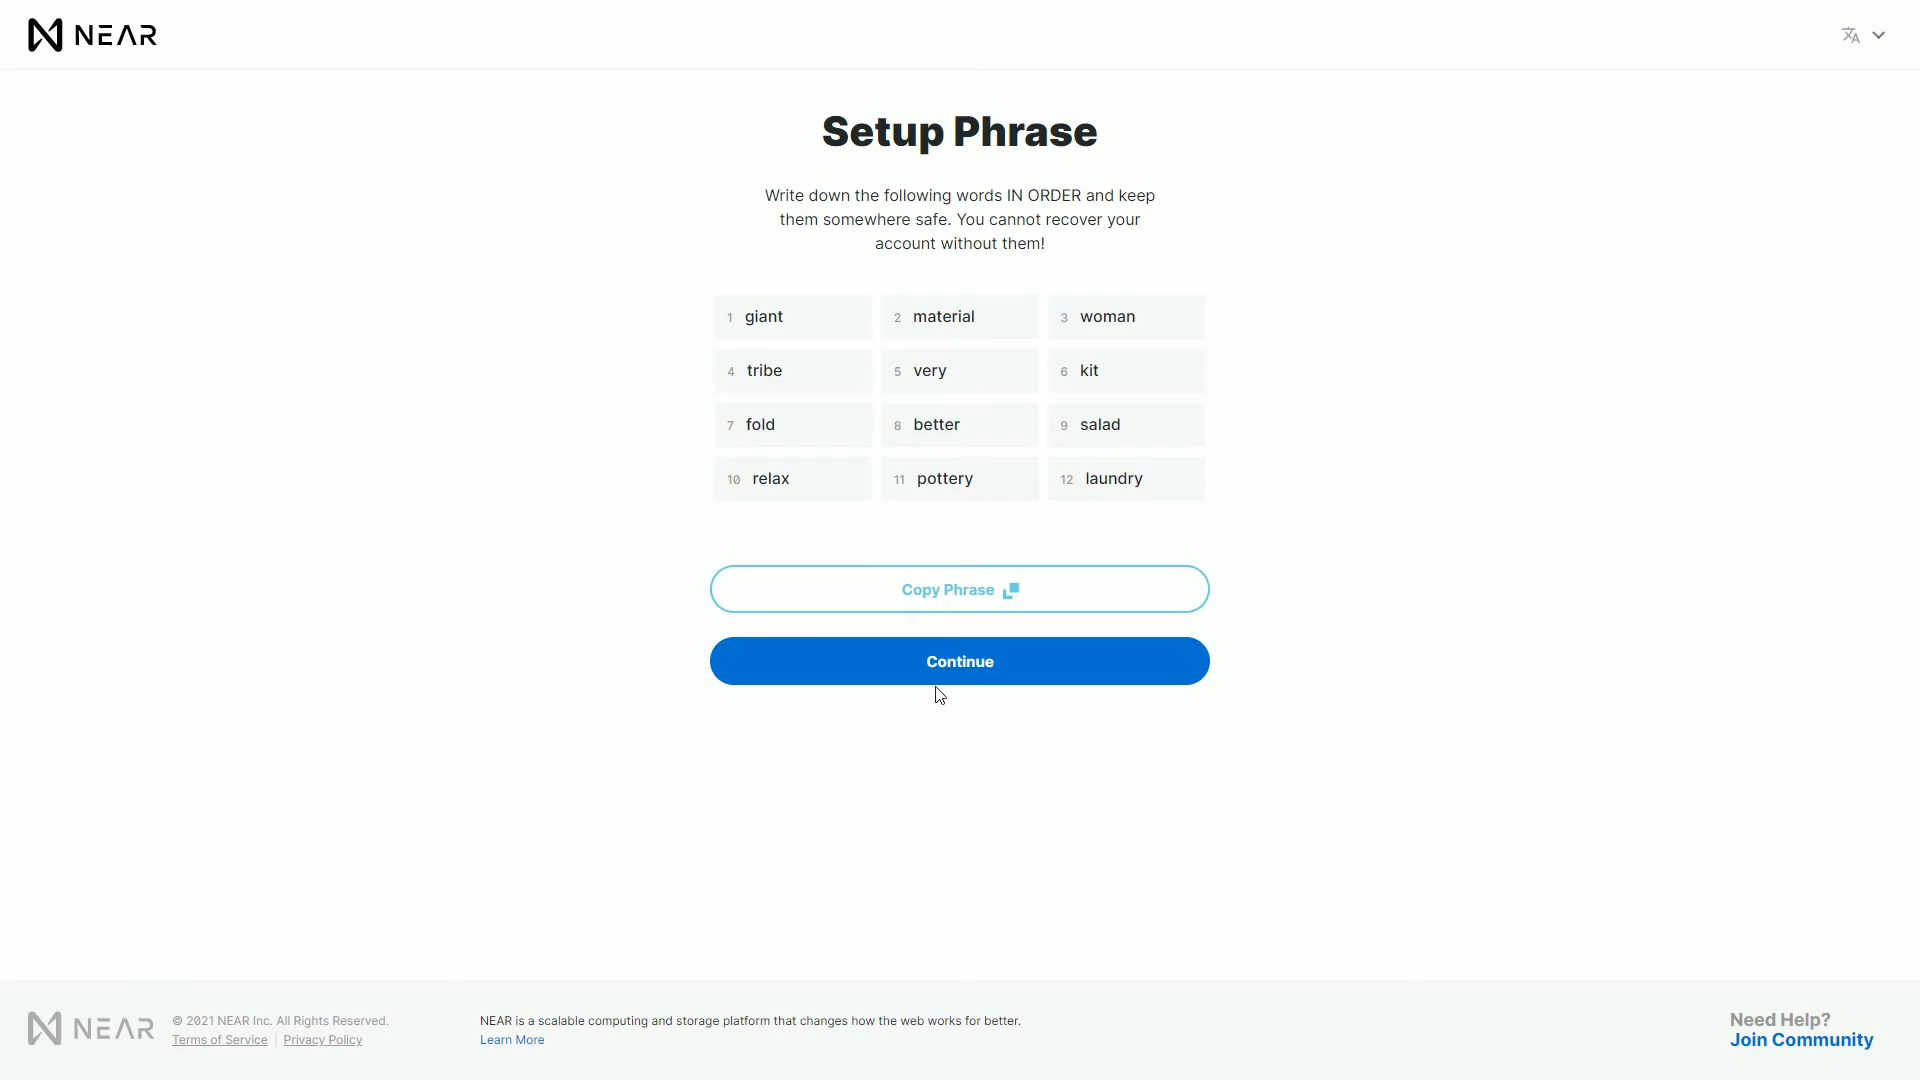 NEAR
Setup Phrase
Write down the following words IN ORDER and keep
them somewhere safe. You cannot recover your
account without them!
1 giant 2 material 3 woman
4 tribe 5 very 6 kit
7 fold 8 better 9 salad
10 relax 11 pottery 12 laundry
Copy Phrase
Continue
NEAR
© 2021 NEAR Inc. All Rights Reserved.
Terms of Service | Privacy Policy
NEAR is a scalable computing and storage platform that changes how the web works for better.
Learn More
Need Help?
Join Community